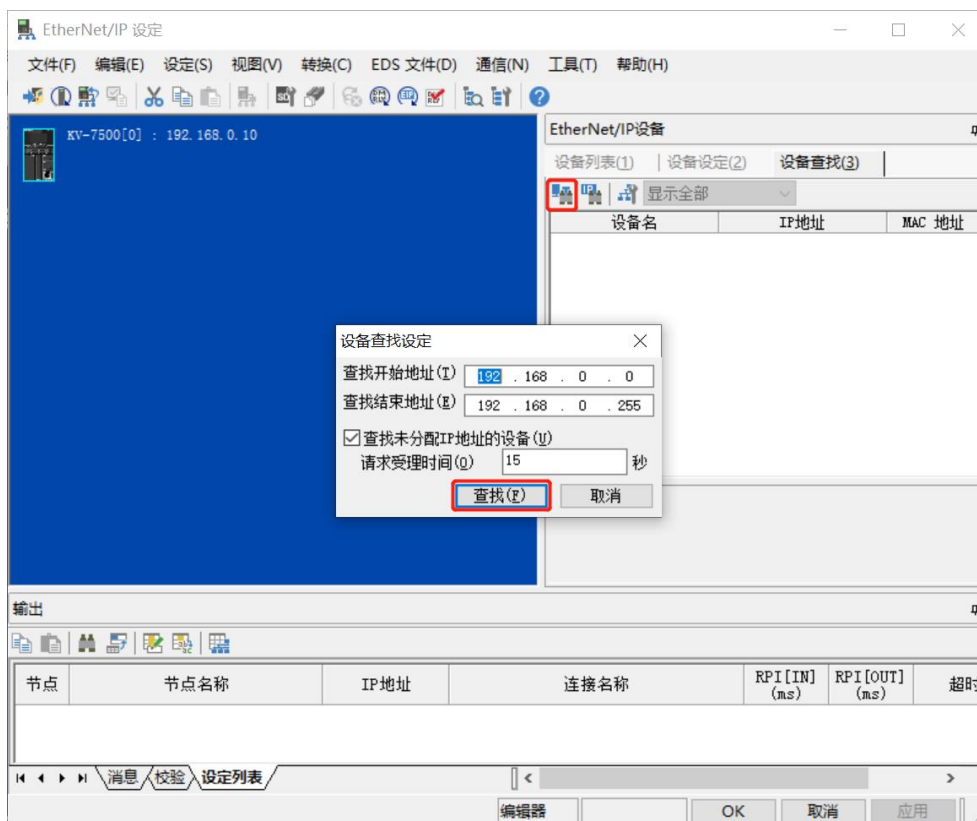 EtherNet/IP 设定
文件(F) 编辑(E) 设定(S) 视图(V) 转换(C) EDS 文件(D) 通信(N) 工具(T) 帮助(H)
KV-7500[0] : 192.168.0.10
EtherNet/IP设备
设备列表(1) 设备设定(2) 设备查找(3)
显示全部
设备名 IP地址 MAC 地址
设备查找设定
查找开始地址(T) 192 . 168 . 0 . 0
查找结束地址(E) 192 . 168 . 0 . 255
查找未分配IP地址的设备(U)
请求受理时间(O) 15 秒
查找(F) 取消
输出
节点 节点名称 IP地址 连接名称 RPI[IN] (ms) RPI[OUT] (ms) 超时
消息 校验 设定列表
编辑器 OK 取消 应用